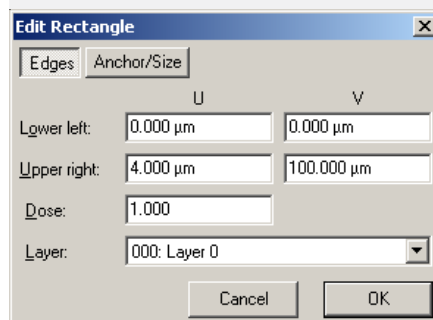 Edit Rectangle
Edges Anchor/Size
U V
Lower left: 0.000 µm 0.000 µm
Upper right: 4.000 µm 100.000 µm
Dose: 1.000
Layer: 000: Layer 0
Cancel OK